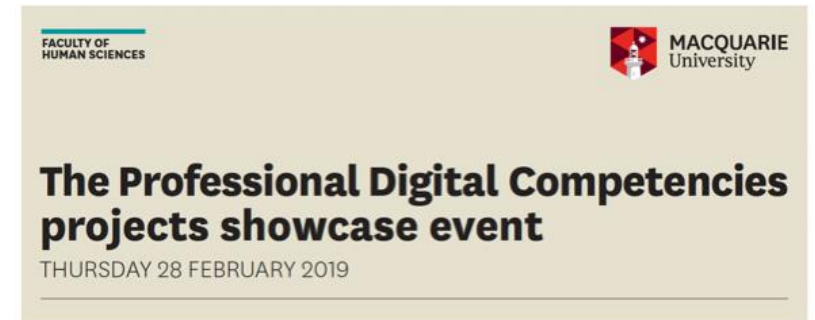 FACULTY OF
HUMAN SCIENCES
MACQUARIE
University
The Professional Digital Competencies
projects showcase event
THURSDAY 28 FEBRUARY 2019